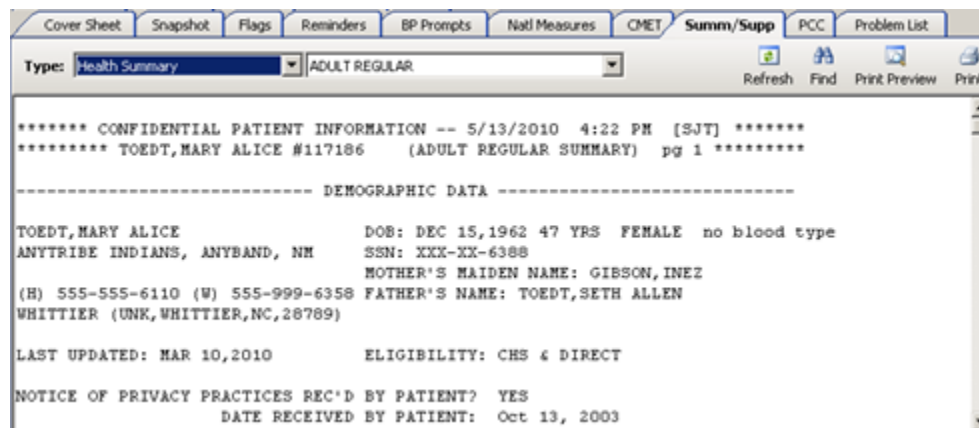 Cover Sheet Snapshot Flags Reminders BP Prompts Natl Measures CMET Summ/Supp PCC Problem List
Type: Health Summary ADULT REGULAR Refresh Find Print Preview Print
******* CONFIDENTIAL PATIENT INFORMATION -- 5/13/2010 4:22 PM [SJT] *******
********* TOEDT,MARY ALICE #117186 (ADULT REGULAR SUMMARY) pg 1 *********
----------------------------- DEMOGRAPHIC DATA -----------------------------
TOEDT,MARY ALICE DOB: DEC 15,1962 47 YRS FEMALE no blood type
ANYTRIBE INDIANS, ANYBAND, NM SSN: XXX-XX-6388
MOTHER'S MAIDEN NAME: GIBSON,INEZ
(H) 555-555-6110 (W) 555-999-6358 FATHER'S NAME: TOEDT,SETH ALLEN
WHITTIER (UNK,WHITTIER,NC,28789)
LAST UPDATED: MAR 10,2010 ELIGIBILITY: CHS & DIRECT
NOTICE OF PRIVACY PRACTICES REC'D BY PATIENT? YES
DATE RECEIVED BY PATIENT: Oct 13, 2003